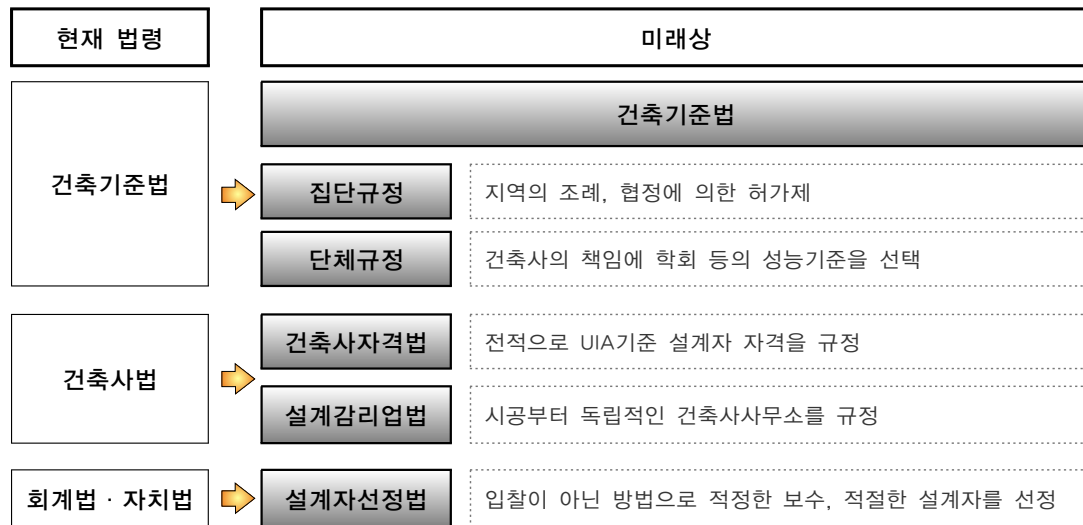 현재 법령
미래상
건축기준법
건축기준법
집단규정
지역의 조례, 협정에 의한 허가제
단체규정
건축사의 책임에 학회 등의 성능기준을 선택
건축사법
건축사자격법
전적으로 UIA기준 설계자 자격을 규정
설계감리업법
시공부터 독립적인 건축사사무소를 규정
회계법 · 자치법
설계자선정법
입찰이 아닌 방법으로 적정한 보수, 적절한 설계자를 선정